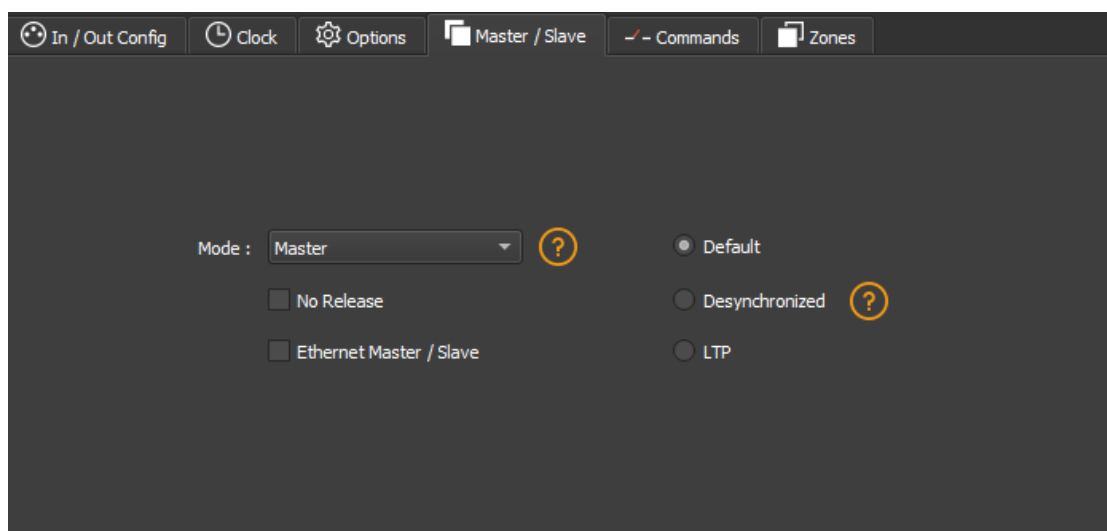 In / Out Config Clock Options Master / Slave Commands Zones
Mode : Master ? Default
No Release Desynchronized ?
Ethernet Master / Slave LTP